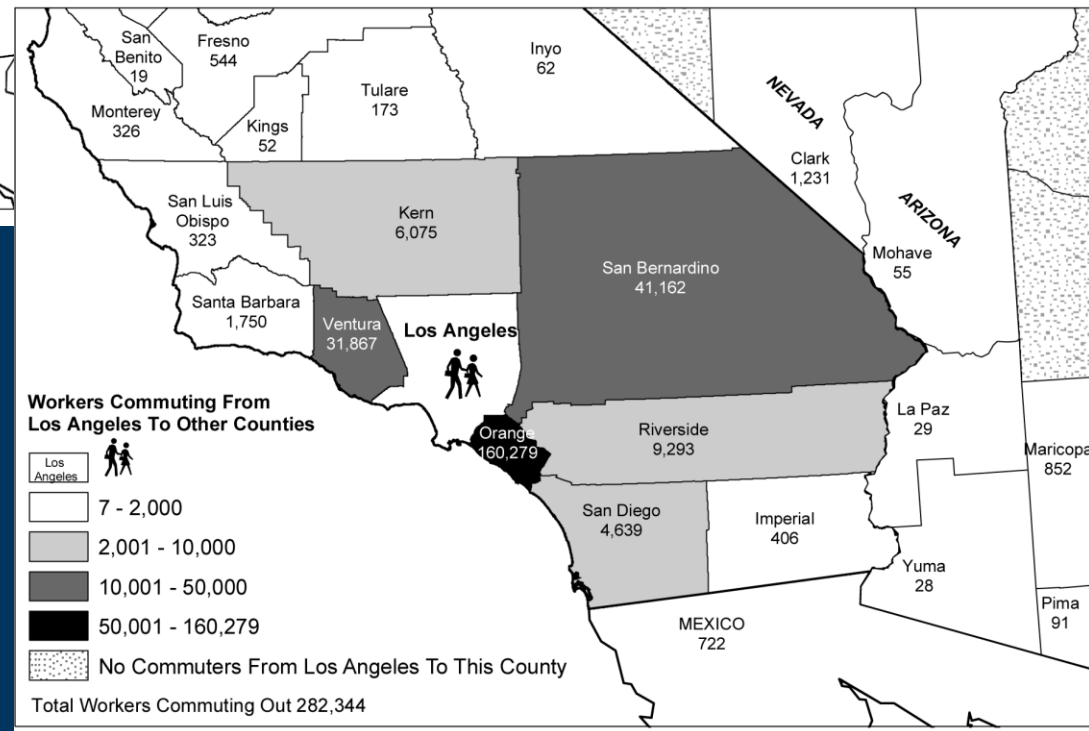 San
Benito
19
Fresno
544
Inyo
62
Monterey
326
Kings
52
Tulare
173
NEVADA
Clark
1,231
San Luis
Obispo
323
Kern
6,075
ARIZONA
Mohave
55
San Bernardino
41,162
Santa Barbara
1,750
Ventura
31,867
Los Angeles
Workers Commuting From
Los Angeles To Other Counties
Los
Angeles
7 - 2,000
2,001 - 10,000
10,001 - 50,000
50,001 - 160,279
No Commuters From Los Angeles To This County
Total Workers Commuting Out 282,344
Orange
160,279
Riverside
9,293
La Paz
29
Maricopa
852
San Diego
4,639
Imperial
406
Yuma
28
Pima
91
MEXICO
722